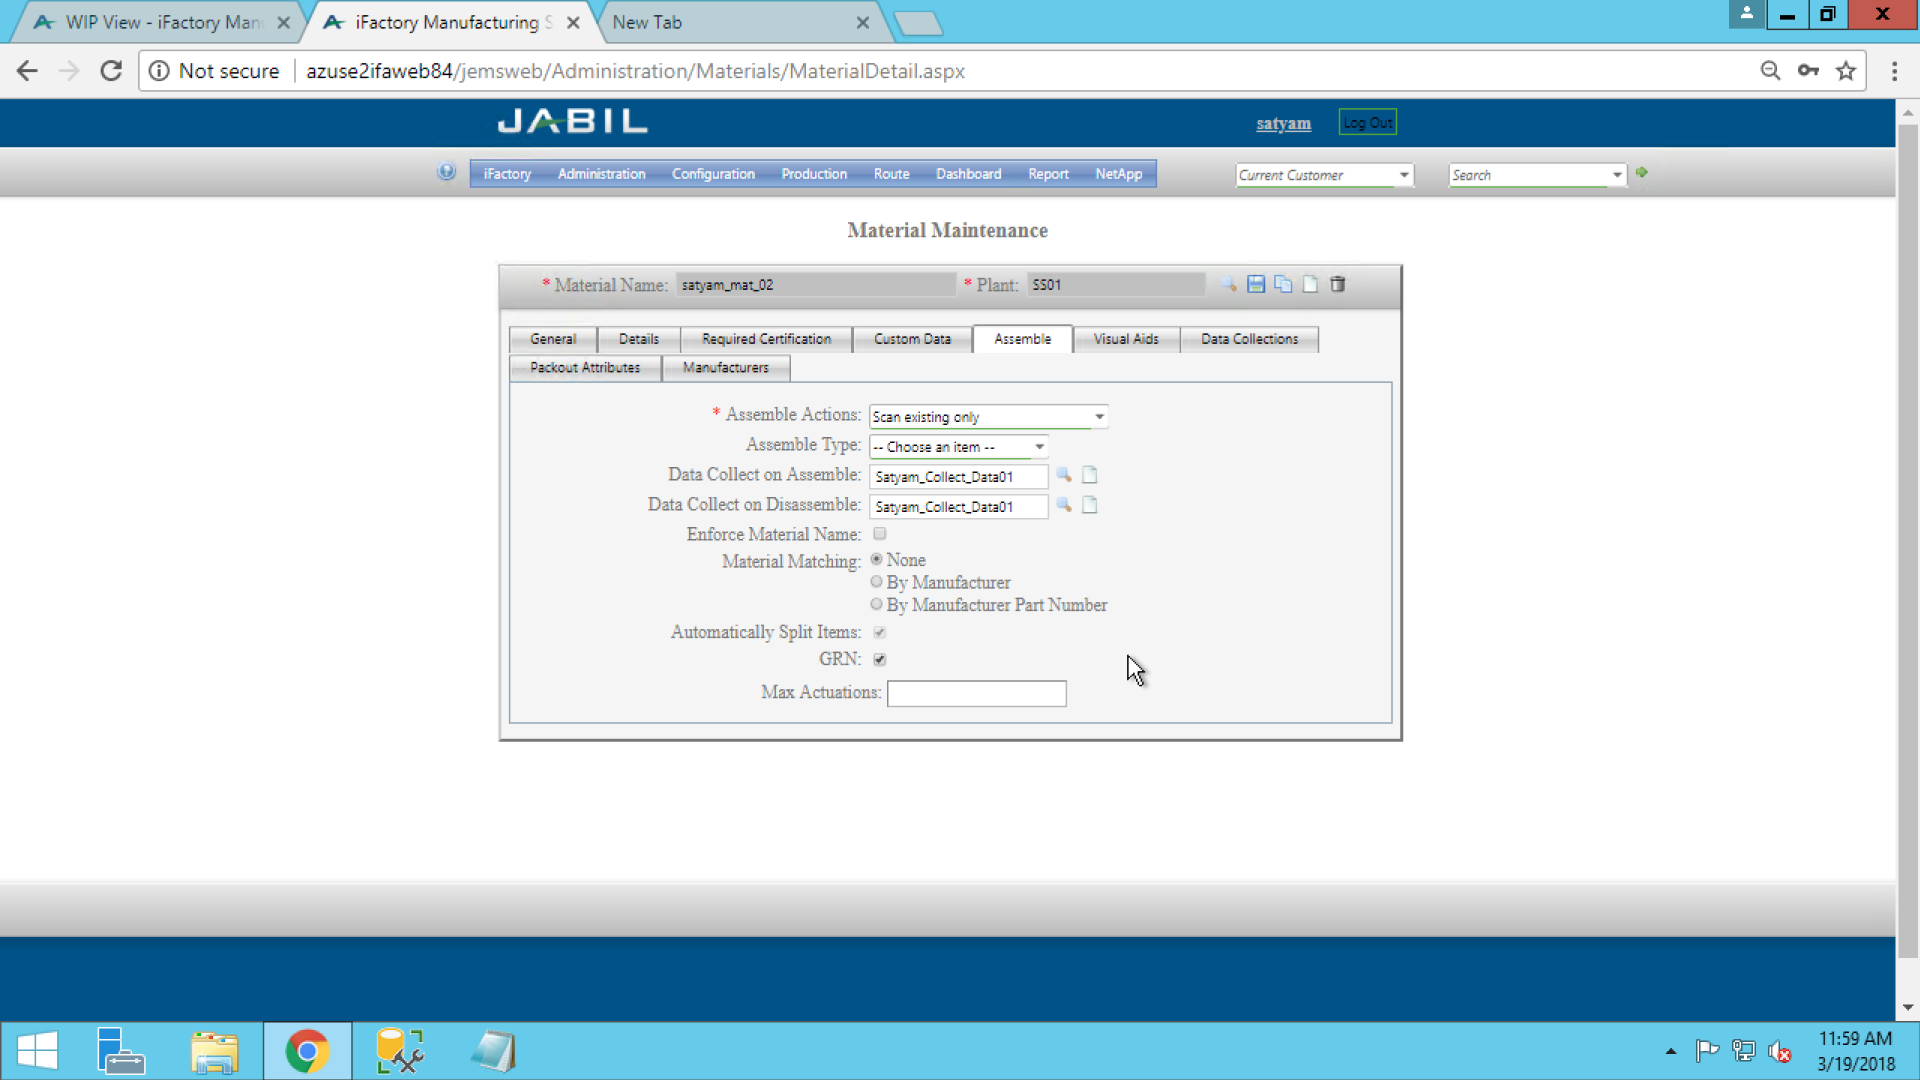 WIP View - iFactory Man
iFactory Manufacturing S
New Tab
Not secure
azuse2ifaweb84/jemsweb/Administration/Materials/MaterialDetail.aspx
JABIL
satyam
Log Out
iFactory Administration Configuration Production Route Dashboard Report NetApp
Current Customer
Search
Material Maintenance
* Material Name: satyam_mat_02 * Plant: SS01
General Details Required Certification Custom Data Assemble Visual Aids Data Collections
Packout Attributes Manufacturers
* Assemble Actions: Scan existing only
Assemble Type: -- Choose an item --
Data Collect on Assemble: Satyam_Collect_Data01
Data Collect on Disassemble: Satyam_Collect_Data01
Enforce Material Name:
Material Matching: None
By Manufacturer
By Manufacturer Part Number
Automatically Split Items:
GRN:
Max Actuations:
11:59 AM
3/19/2018